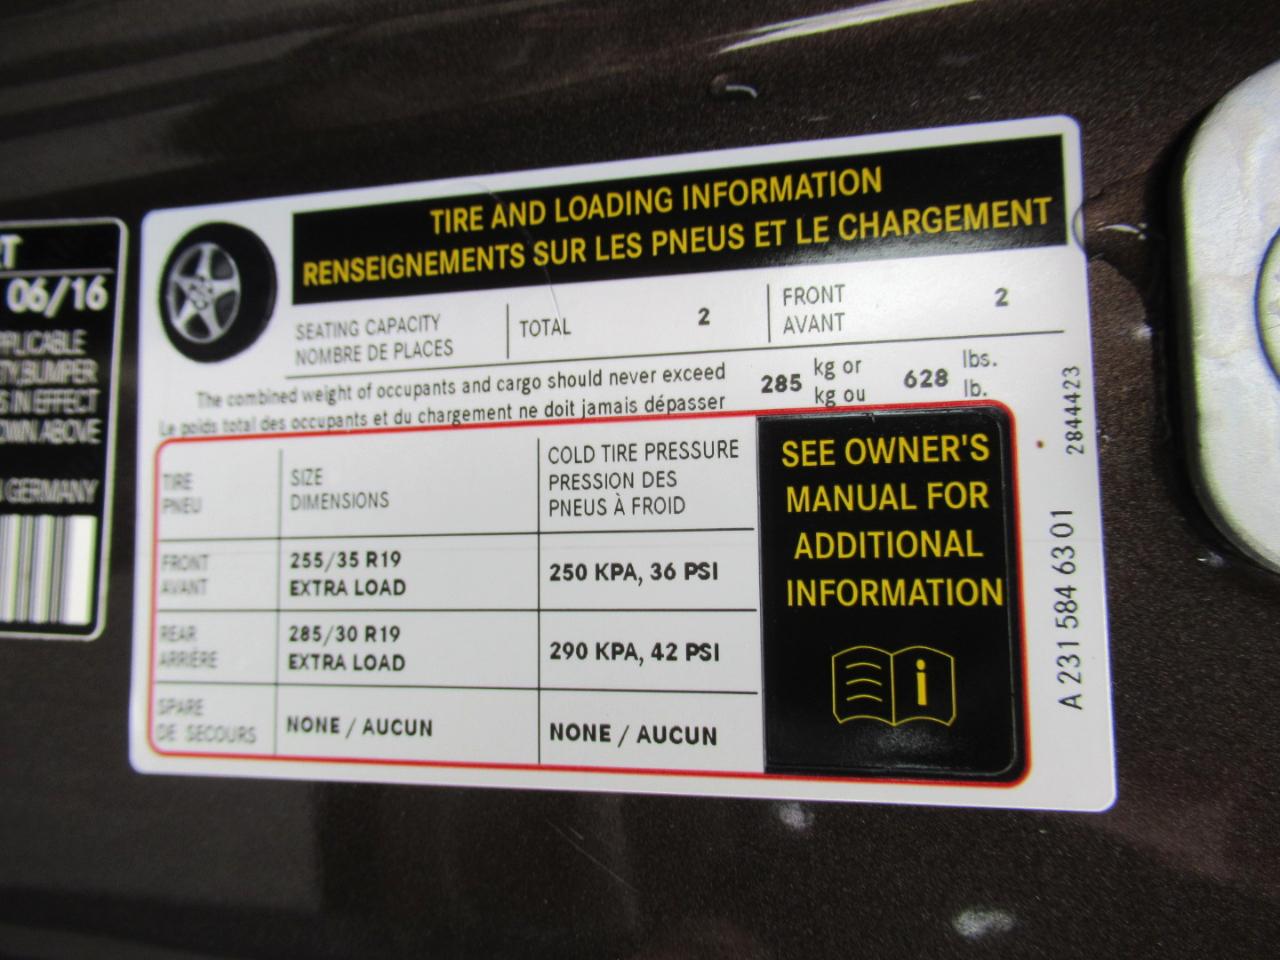 06/16
BUMPER
IN EFFECT
OWN ABOVE
GERMANY
TIRE AND LOADING INFORMATION
RENSEIGNEMENTS SUR LES PNEUS ET LE CHARGEMENT
SEATING CAPACITY
NOMBRE DE PLACES
TOTAL 2
FRONT
AVANT
2
The combined weight of occupants and cargo should never exceed
Le poids total des occupants et du chargement ne doit jamais dépasser
285 kg or
kg ou
628 lbs.
lb.
TIRE
PNEU
SIZE
DIMENSIONS
COLD TIRE PRESSURE
PRESSION DES
PNEUS À FROID
FRONT
AVANT
255/35 R19
EXTRA LOAD
250 KPA, 36 PSI
REAR
ARRIÈRE
285/30 R19
EXTRA LOAD
290 KPA, 42 PSI
SPARE
DE SECOURS
NONE / AUCUN
NONE / AUCUN
SEE OWNER'S
MANUAL FOR
ADDITIONAL
INFORMATION
i
A 231 584 63 01
2844423